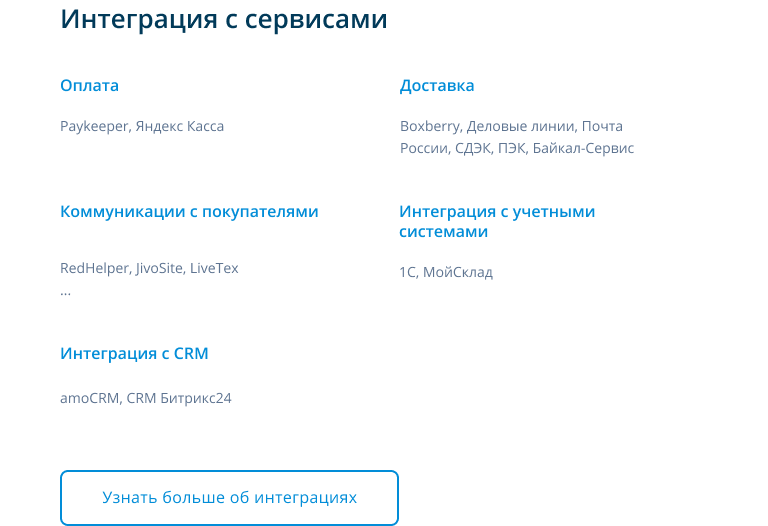 Интеграция с сервисами
Оплата
Paykeeper, Яндекс Касса
Доставка
Boxberry, Деловые линии, Почта
России, СДЭК, ПЭК, Байкал-Сервис
Коммуникации с покупателями
RedHelper, JivoSite, LiveTex
...
Интеграция с учетными
системами
1С, МойСклад
Интеграция с CRM
amoCRM, CRM Битрикс24
Узнать больше об интеграциях